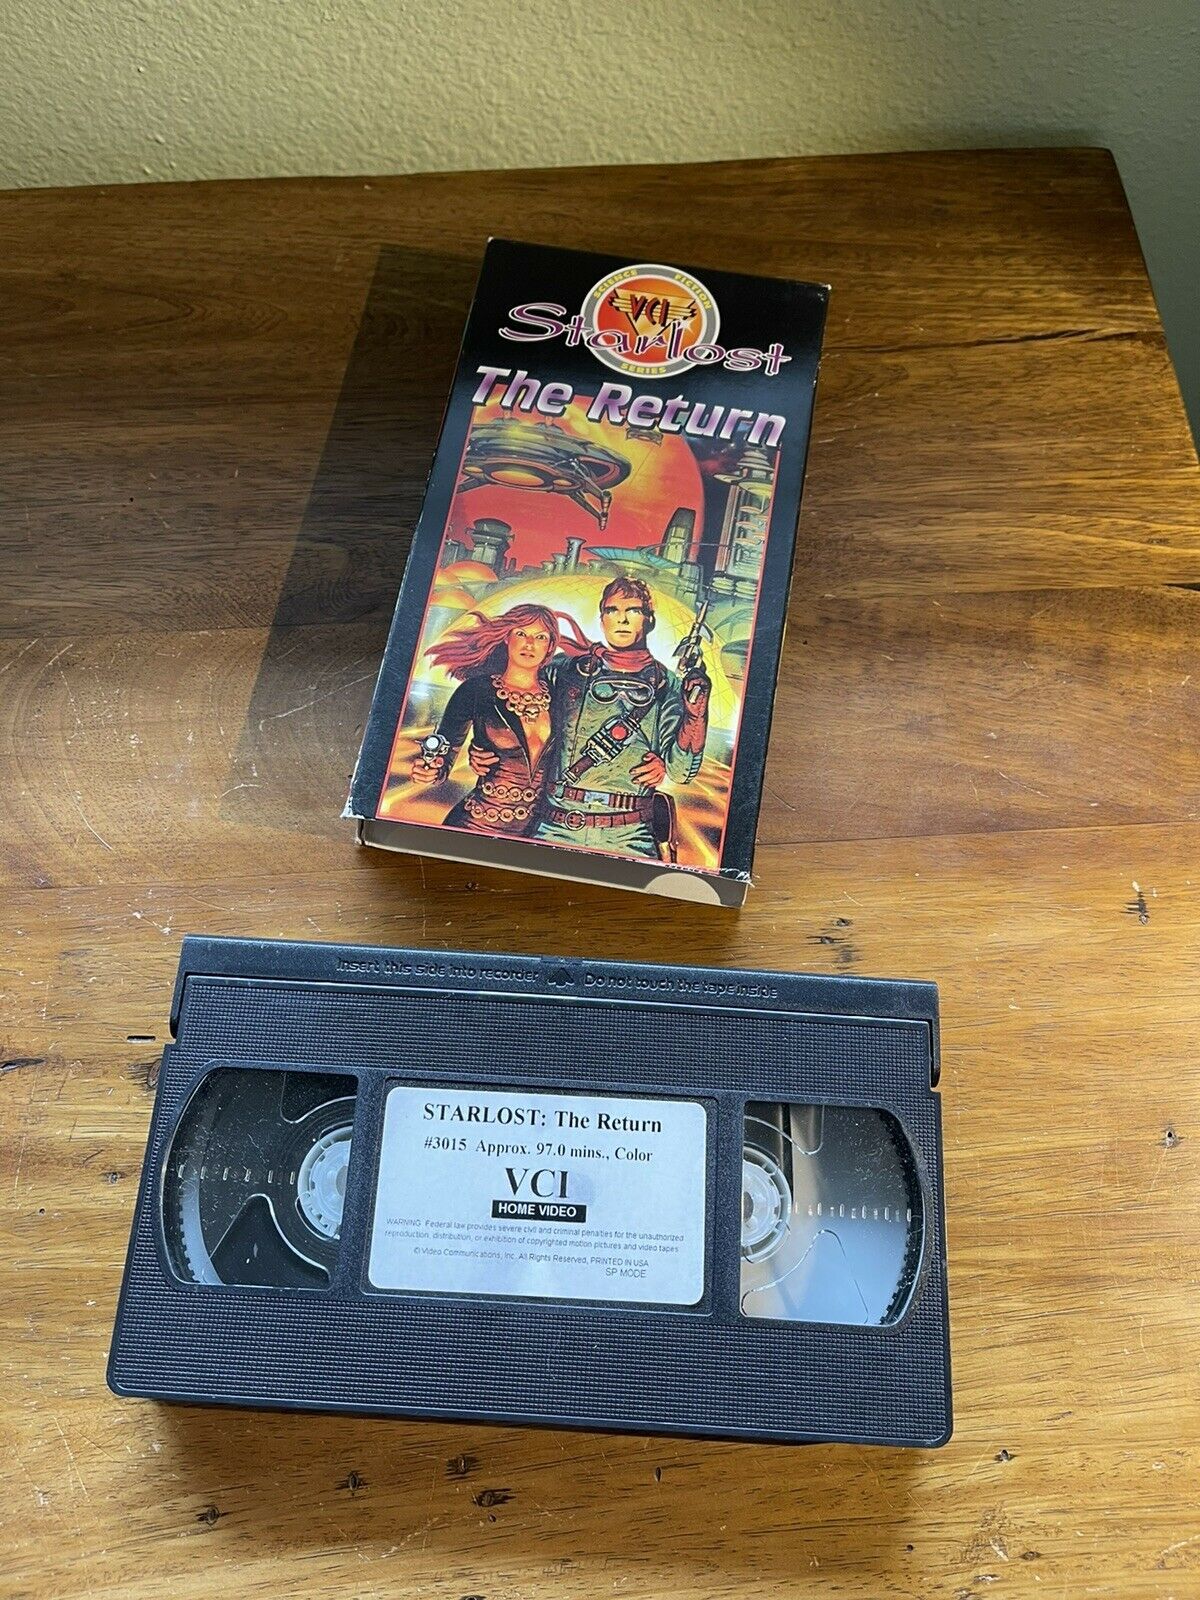 SCIENCE FICTION
VCI
Starlost
SERIES
The Return
Insert this side into recorder Do not touch the tape inside
STARLOST: The Return
#3015 Approx. 97.0 mins., Color
VCI
HOME VIDEO
WARNING: Federal law provides severe civil and criminal penalties for the unauthorized
reproduction, distribution, or exhibition of copyrighted motion pictures and video tapes
© Video Communications, Inc. All Rights Reserved, PRINTED IN USA
SP MODE